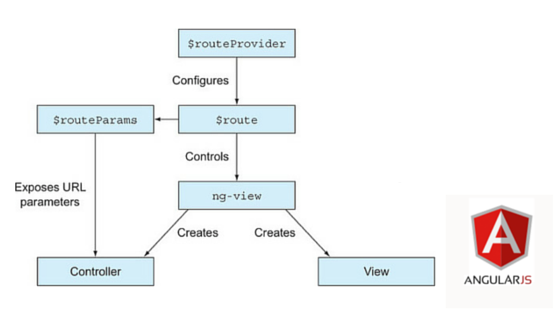 $routeProvider
Configures
$routeParams
$route
Controls
Exposes URL
parameters
ng-view
Creates
Creates
Controller
View
A
ANGULARJS